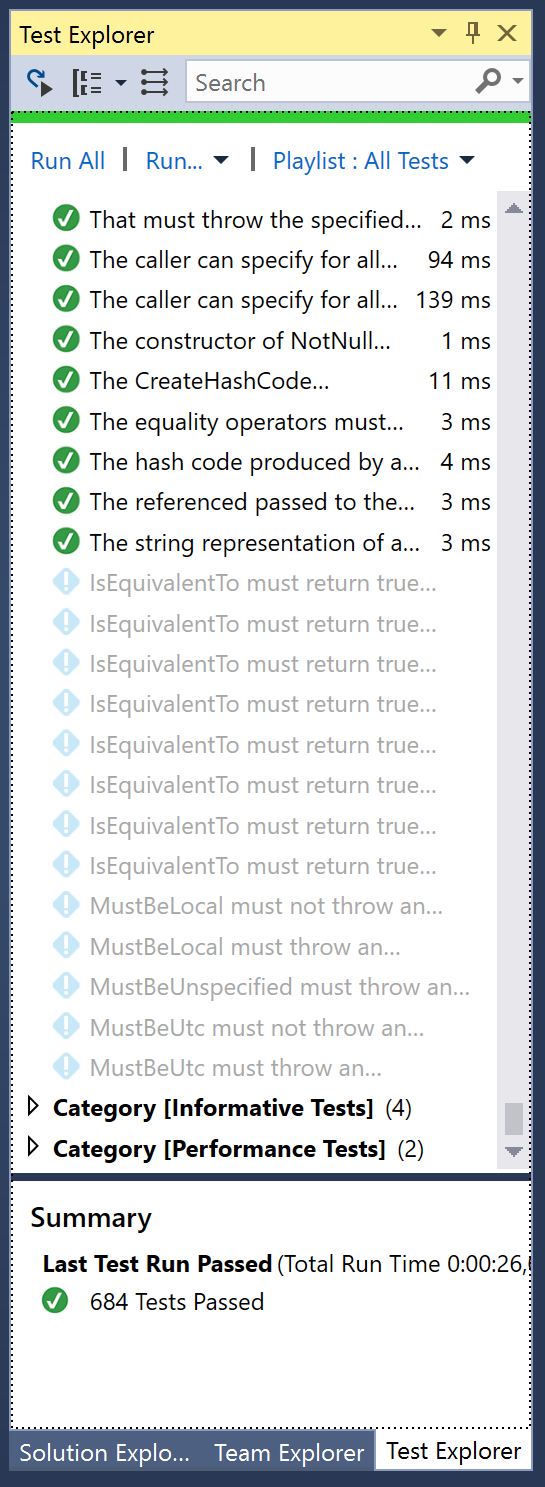 Test Explorer
Search
Run All | Run... | Playlist : All Tests
That must throw the specified... 2 ms
The caller can specify for all... 94 ms
The caller can specify for all... 139 ms
The constructor of NotNull... 1 ms
The CreateHashCode... 11 ms
The equality operators must... 3 ms
The hash code produced by a... 4 ms
The referenced passed to the... 3 ms
The string representation of a... 3 ms
IsEquivalentTo must return true...
IsEquivalentTo must return true...
IsEquivalentTo must return true...
IsEquivalentTo must return true...
IsEquivalentTo must return true...
IsEquivalentTo must return true...
IsEquivalentTo must return true...
IsEquivalentTo must return true...
MustBeLocal must not throw an...
MustBeLocal must throw an...
MustBeUnspecified must throw an...
MustBeUtc must not throw an...
MustBeUtc must throw an...
Category [Informative Tests] (4)
Category [Performance Tests] (2)
Summary
Last Test Run Passed (Total Run Time 0:00:26,
684 Tests Passed
Solution Explo... Team Explorer Test Explorer